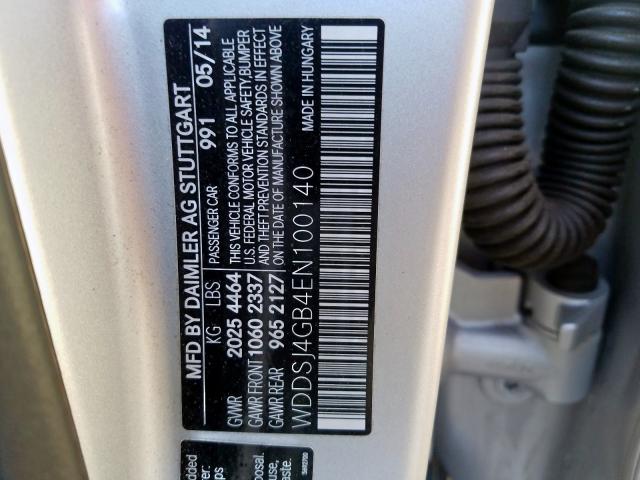 MFD BY DAIMLER AG STUTTGART
KG LBS PASSENGER CAR 991 05/14
GVWR 2025 4464 THIS VEHICLE CONFORMS TO ALL APPLICABLE
GAWR FRONT 1060 2337 U.S. FEDERAL MOTOR VEHICLE SAFETY,BUMPER
AND THEFT PREVENTION STANDARDS IN EFFECT
GAWR REAR 965 2127 ON THE DATE OF MANUFACTURE SHOWN ABOVE
WDDSJ4GB4EN100140 MADE IN HUNGARY